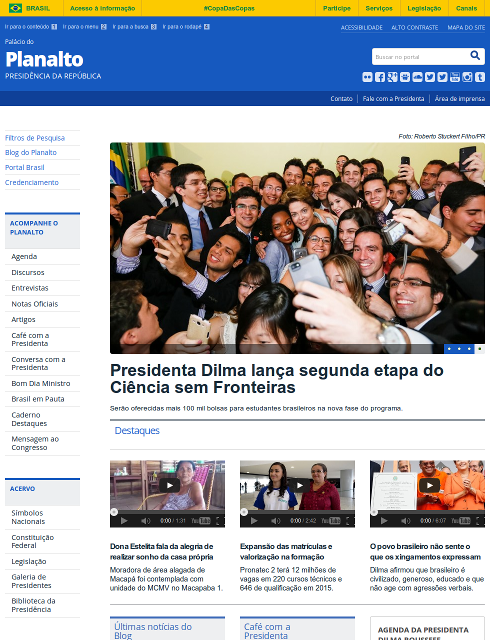 BRASIL Acesso à informação #CopaDasCopas Participe Serviços Legislação Canais
Ir para o conteúdo 1 Ir para o menu 2 Ir para a busca 3 Ir para o rodapé 4 ACESSIBILIDADE ALTO CONTRASTE MAPA DO SITE
Palácio do
Planalto
PRESIDÊNCIA DA REPÚBLICA
Buscar no portal
Contato Fale com a Presidenta Área de imprensa
Filtros de Pesquisa
Blog do Planalto
Portal Brasil
Credenciamento
ACOMPANHE O
PLANALTO
Agenda
Discursos
Entrevistas
Notas Oficiais
Artigos
Café com a
Presidenta
Conversa com a
Presidenta
Bom Dia Ministro
Brasil em Pauta
Caderno
Destaques
Mensagem ao
Congresso
ACERVO
Símbolos
Nacionais
Constituição
Federal
Legislação
Galeria de
Presidentes
Biblioteca da
Presidência
Foto: Roberto Stuckert Filho/PR
Presidenta Dilma lança segunda etapa do
Ciência sem Fronteiras
Serão oferecidas mais 100 mil bolsas para estudantes brasileiros na nova fase do programa.
Destaques
0:00 / 1:31 YouTube
0:00 / 2:42 YouTube
0:00 / 6:07 YouTube
Dona Estelita fala da alegria de
realizar sonho da casa própria
Moradora de área alagada de
Macapá foi contemplada com
unidade do MCMV no Macapaba 1.
Expansão das matrículas e
valorização na formação
Pronatec 2 terá 12 milhões de
vagas em 220 cursos técnicos e
646 de qualificação em 2015.
O povo brasileiro não sente o
que os xingamentos expressam
Dilma afirmou que brasileiro é
civilizado, generoso, educado e que
não age com agressões verbais.
Últimas notícias do
Blog
Café com a
Presidenta
AGENDA DA PRESIDENTA
DILMA ROUSSEFF